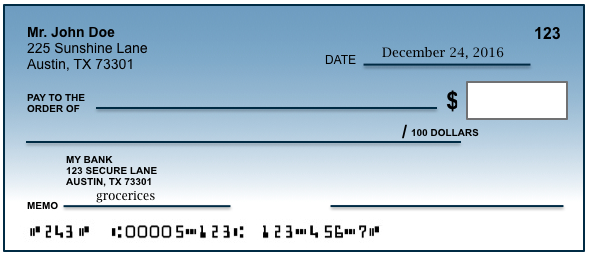 Mr. John Doe 123
225 Sunshine Lane
Austin, TX 73301
DATE December 24, 2016
PAY TO THE
ORDER OF $
/ 100 DOLLARS
MY BANK
123 SECURE LANE
AUSTIN, TX 73301
MEMO grocerices
⑈243⑈ ⑆00005⑉123⑆ 123⑉456⑉7⑈